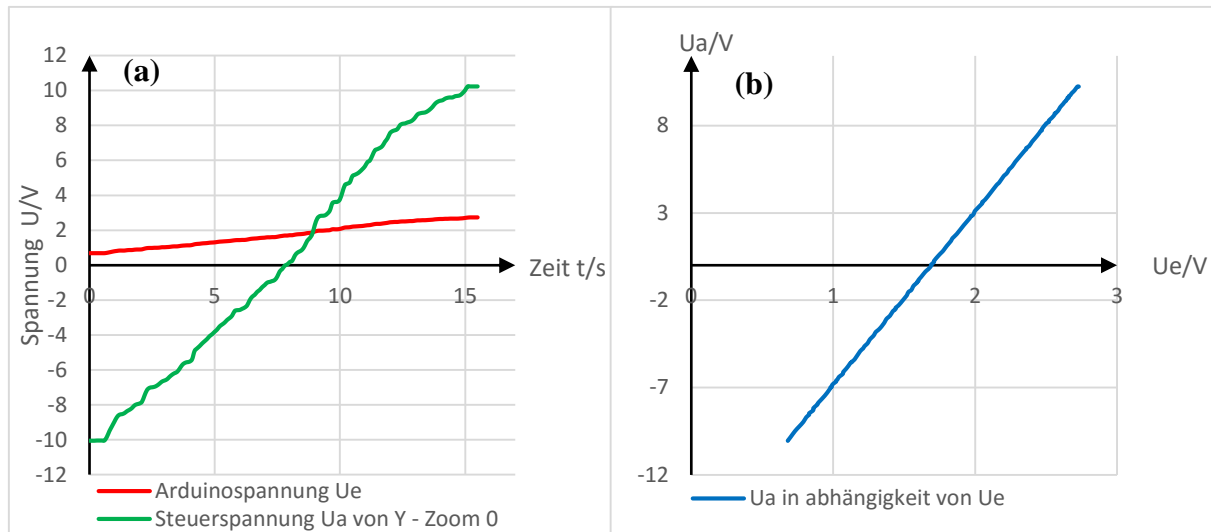 (a)
12
10
8
6
4
2
0
-2
-4
-6
-8
-10
-12
Spannung U/V
0
5
10
15
Zeit t/s
Arduinospannung Ue
Steuerspannung Ua von Y - Zoom 0
Ua/V
(b)
8
3
-2
-7
-12
0
1
2
3
Ue/V
Ua in abhängigkeit von Ue